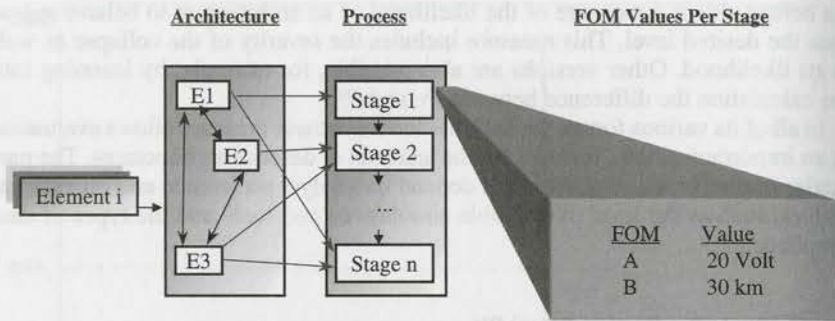 Architecture
Process
FOM Values Per Stage
E1
E2
E3
Element i
Stage 1
Stage 2
...
Stage n
FOM Value
A 20 Volt
B 30 km